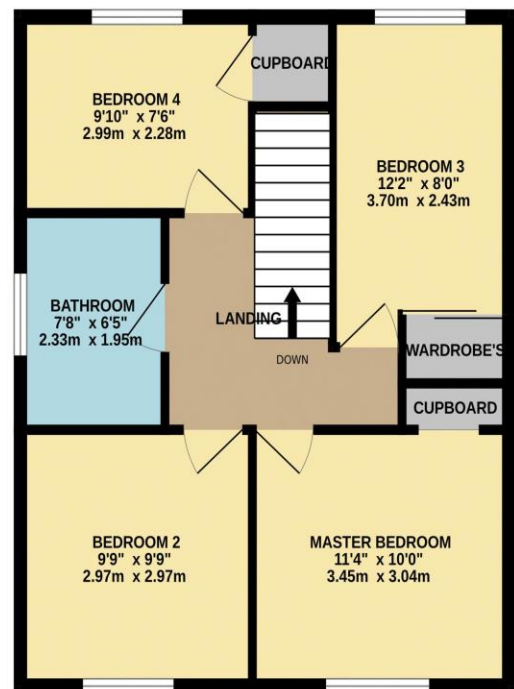 CUPBOARD
BEDROOM 4
9'10" x 7'6"
2.99m x 2.28m
BEDROOM 3
12'2" x 8'0"
3.70m x 2.43m
BATHROOM
7'8" x 6'5"
2.33m x 1.95m
LANDING
DOWN
WARDROBE'S
CUPBOARD
BEDROOM 2
9'9" x 9'9"
2.97m x 2.97m
MASTER BEDROOM
11'4" x 10'0"
3.45m x 3.04m